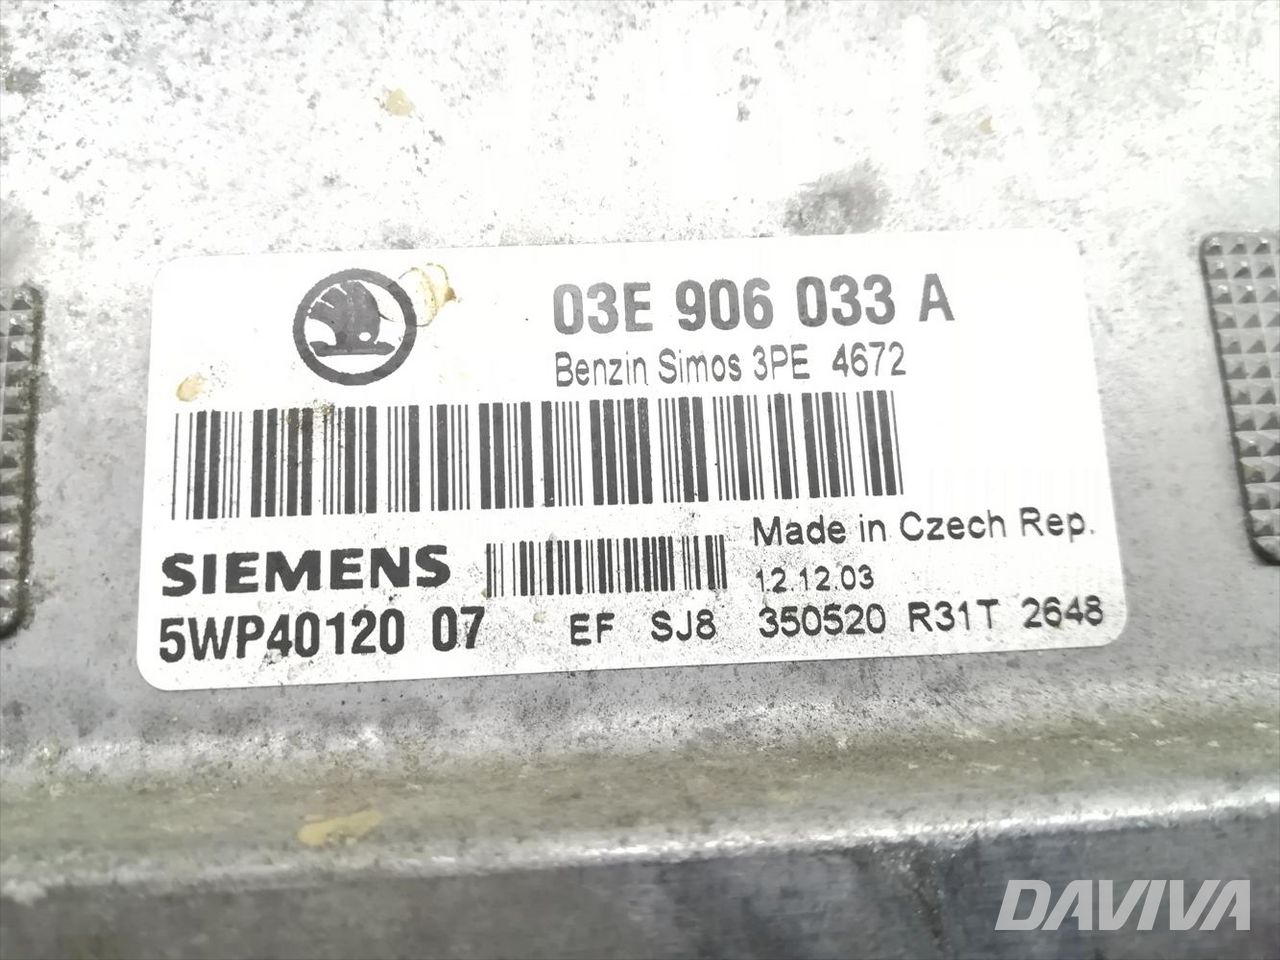 03E 906 033 A
Benzin Simos 3PE 4672
Made in Czech Rep.
SIEMENS
12.12.03
5WP40120 07 EF SJ8 350520 R31T 2648
DAVIVA